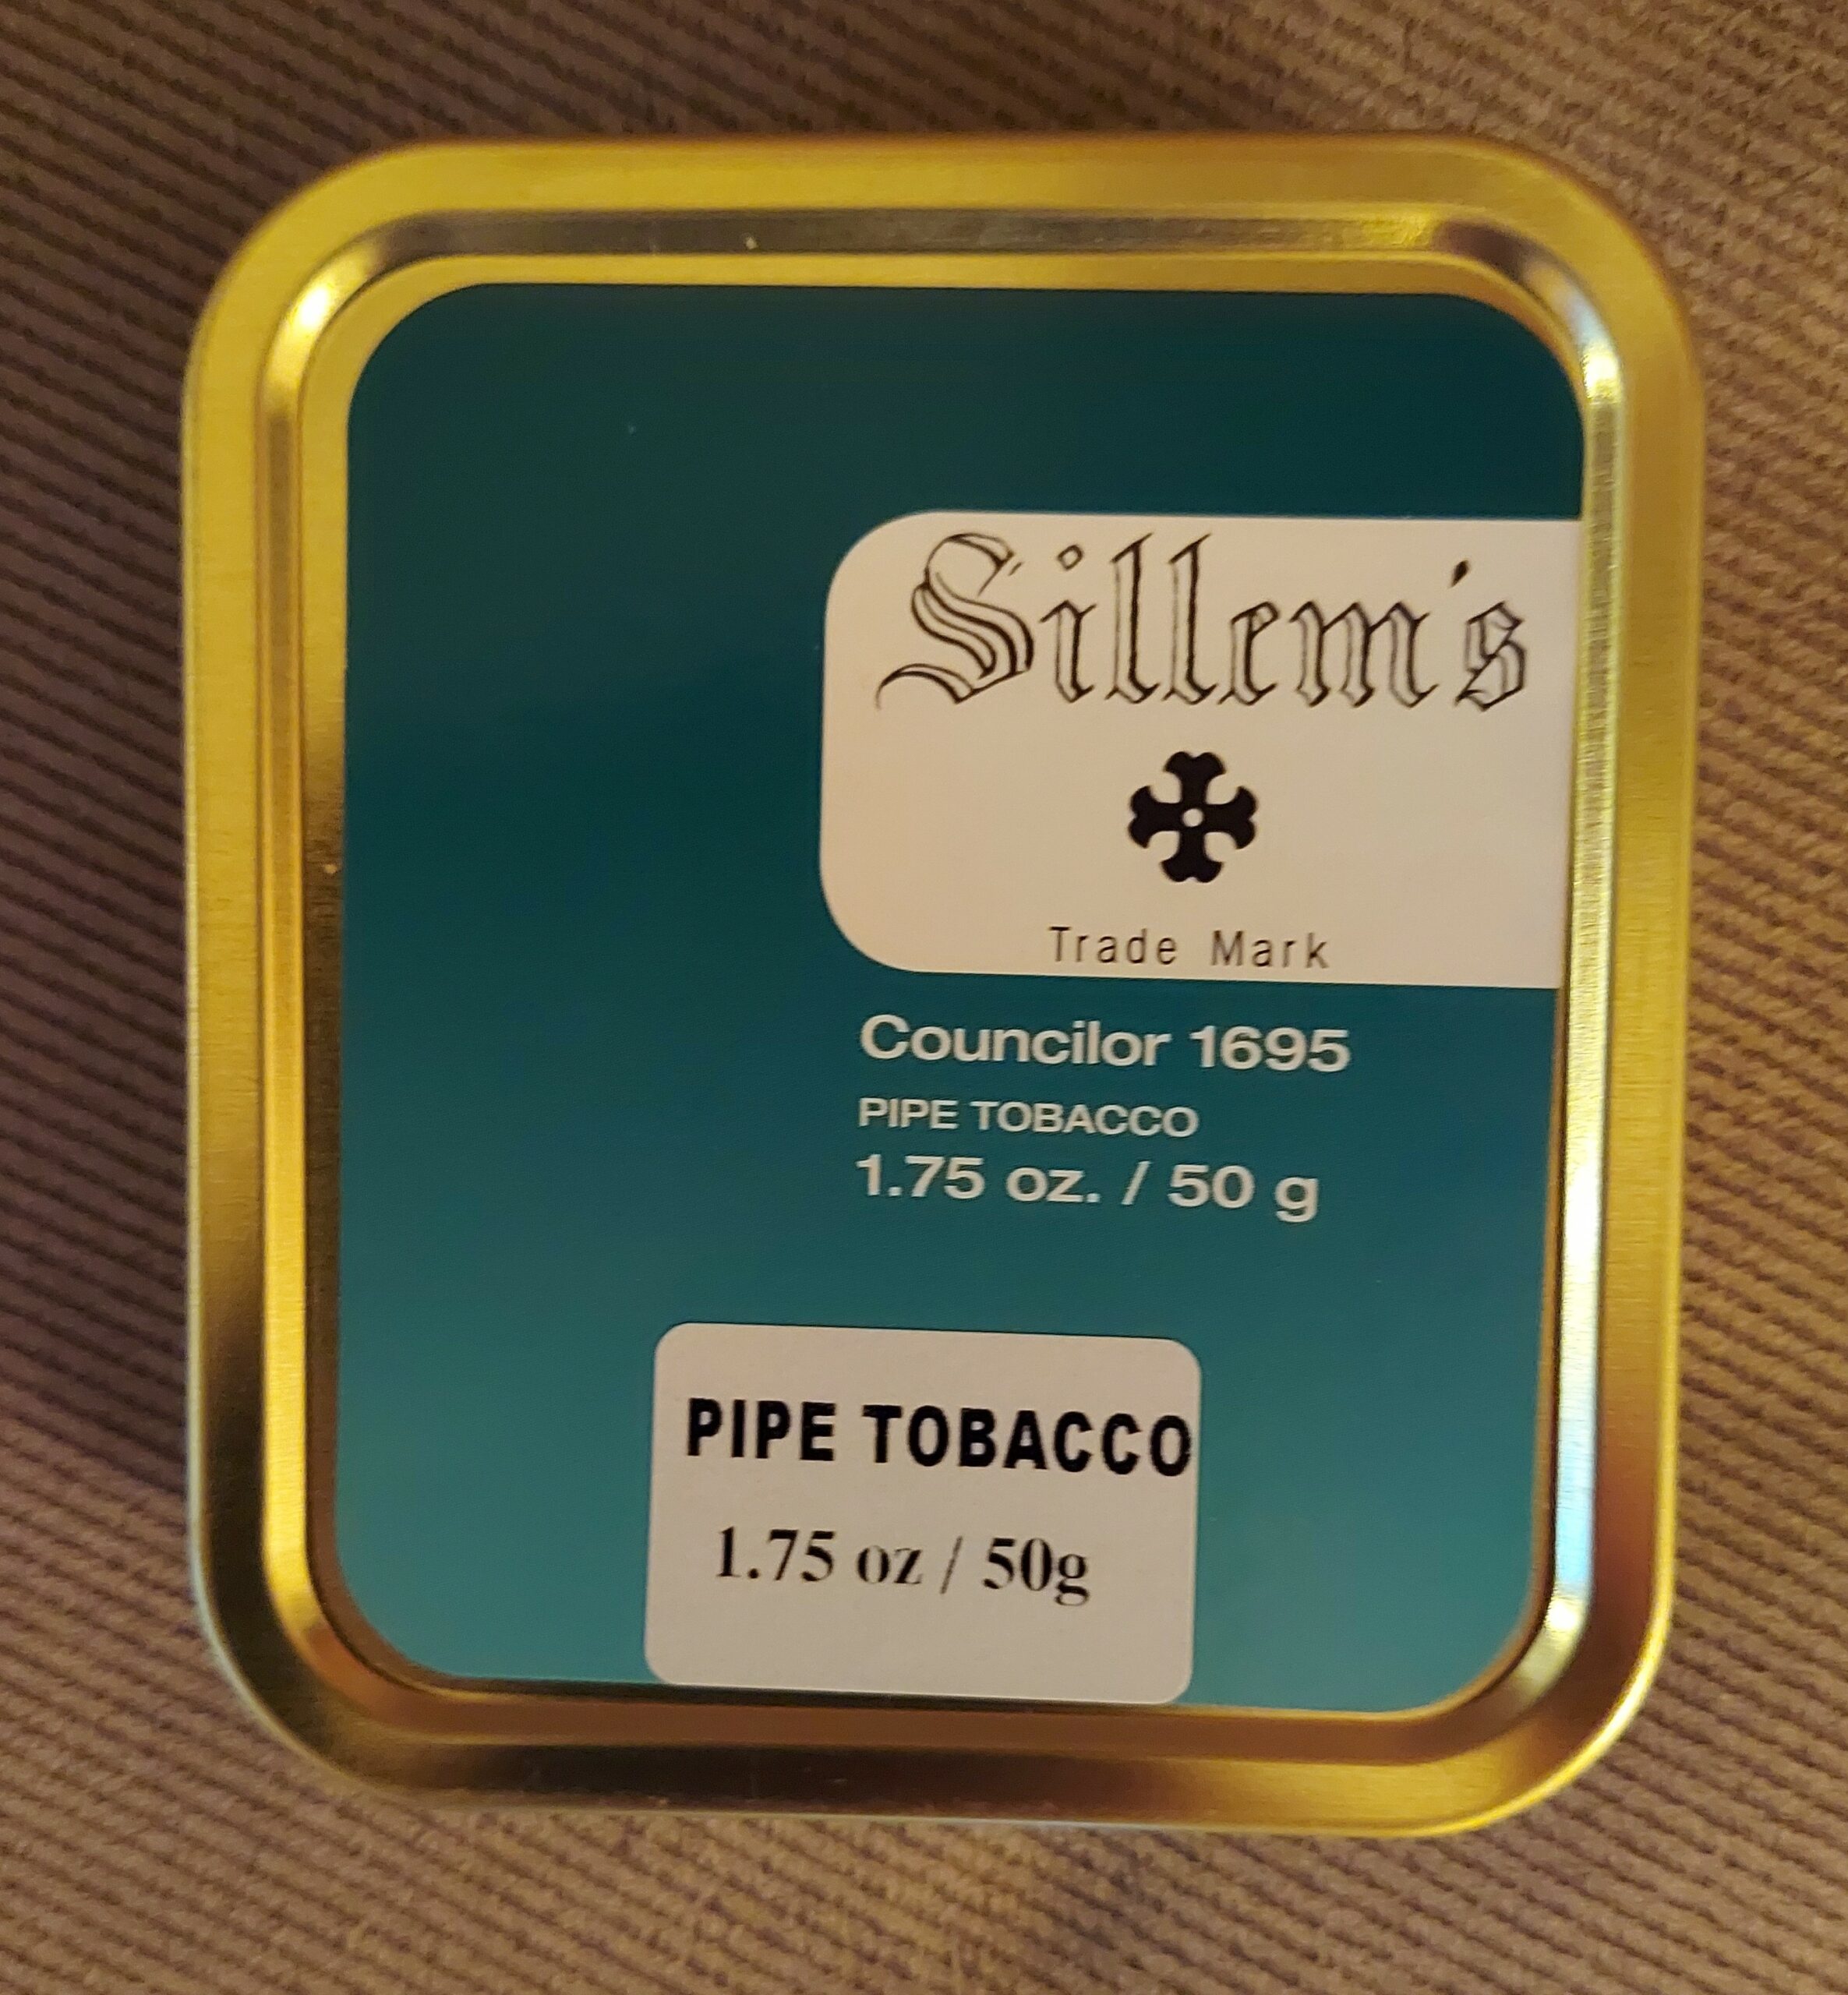 Sillem's
Trade Mark
Councilor 1695
PIPE TOBACCO
1.75 oz. / 50 g
PIPE TOBACCO
1.75 oz / 50g